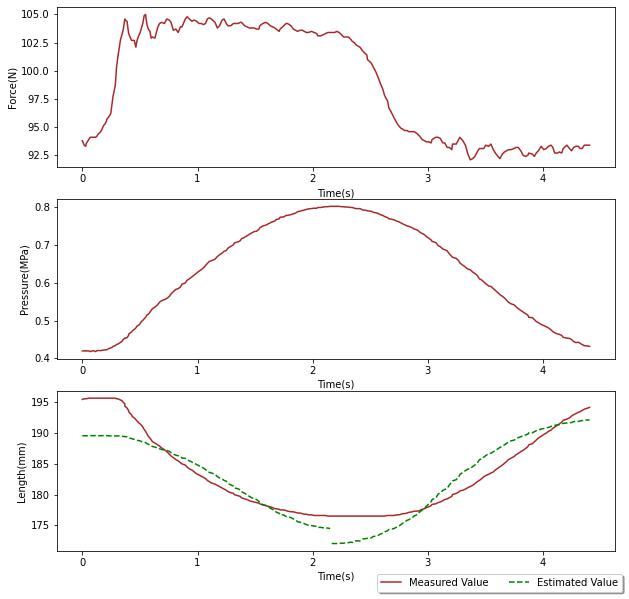 105.0
102.5
100.0
97.5
95.0
92.5
Force(N)
0 1 2 3 4
Time(s)
0.8
0.7
0.6
0.5
0.4
Pressure(MPa)
0 1 2 3 4
Time(s)
195
190
185
180
175
Length(mm)
0 1 2 3 4
Time(s)
Measured Value Estimated Value